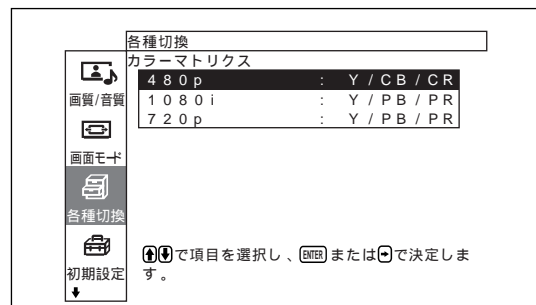 各種切換
カラーマトリクス
480p : Y/CB/CR
1080i : Y/PB/PR
720p : Y/PB/PR
画質/音質
画面モード
各種切換
初期設定
で項目を選択し、ENTERまたはで決定しま
す。